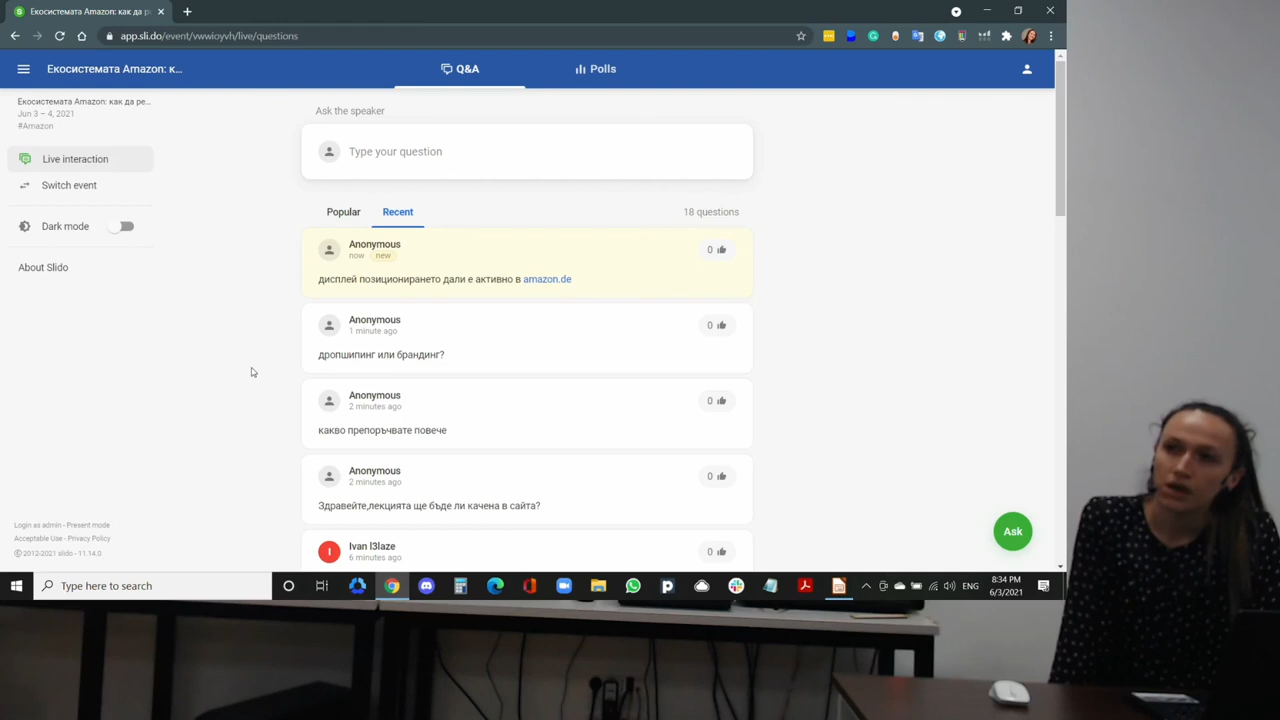 Екосистемата Amazon: как да ре
app.sli.do/event/vwwioyvh/live/questions
Екосистемата Amazon: к...
Q&A
Polls
Екосистемата Amazon: как да ре...
Jun 3 – 4, 2021
#Amazon
Live interaction
Switch event
Dark mode
About Slido
Login as admin - Present mode
Acceptable Use - Privacy Policy
© 2012-2021 slido - 11.14.0
Ask the speaker
Type your question
Popular
Recent
18 questions
Anonymous
now new
0
дисплей позиционирането дали е активно в amazon.de
Anonymous
1 minute ago
0
дропшипинг или брандинг?
Anonymous
2 minutes ago
0
какво препоръчвате повече
Anonymous
2 minutes ago
0
Здравейте,лекцията ще бъде ли качена в сайта?
I
Ivan l3laze
6 minutes ago
0
Ask
Type here to search
ENG
8:34 PM
6/3/2021